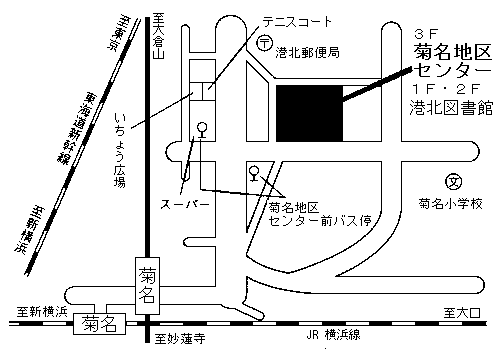 至東京
至大倉山
テニスコート
〒
港北郵便局
3F
菊名地区
センター
1F・2F
港北図書館
東海道新幹線
いちょう広場
スーパー
菊名地区
センター前バス停
文
菊名小学校
至新横浜
菊名
至新横浜
菊名
至妙蓮寺
JR 横浜線
至大口